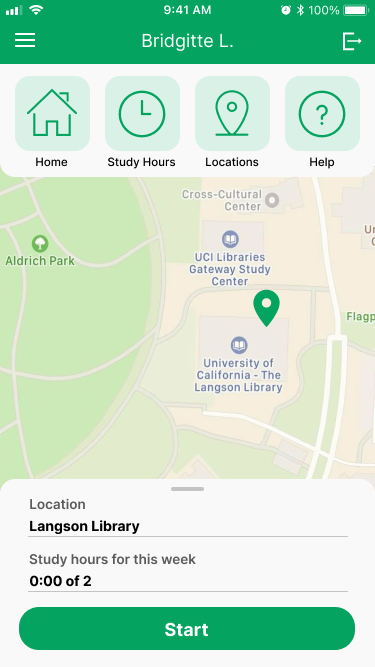 9:41 AM
100%
Bridgitte L.
Home
Study Hours
Locations
Help
Cross-Cultural
Center
Aldrich Park
UCI Libraries
Gateway Study
Center
Flagp
University of
California - The
Langson Library
Location
Langson Library
Study hours for this week
0:00 of 2
Start